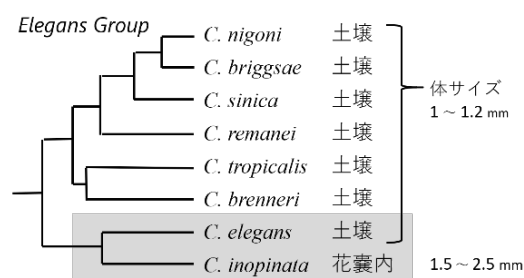 Elegans Group
C. nigoni 土壌
C. briggsae 土壌
C. sinica 土壌
C. remanei 土壌
C. tropicalis 土壌
C. brenneri 土壌
C. elegans 土壌
C. inopinata 花嚢内 1.5～2.5 mm
体サイズ
1～1.2 mm